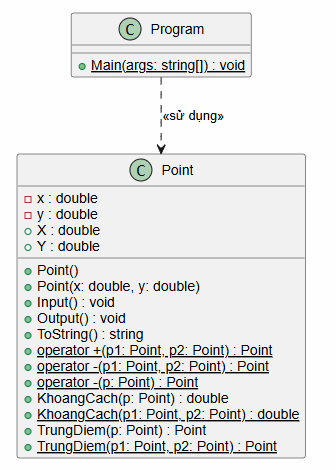 C Program
Main(args: string[]) : void
«sử dụng»
C Point
x : double
y : double
X : double
Y : double
Point()
Point(x: double, y: double)
Input() : void
Output() : void
ToString() : string
operator +(p1: Point, p2: Point) : Point
operator -(p1: Point, p2: Point) : Point
operator -(p: Point) : Point
KhoangCach(p: Point) : double
KhoangCach(p1: Point, p2: Point) : double
TrungDiem(p: Point) : Point
TrungDiem(p1: Point, p2: Point) : Point